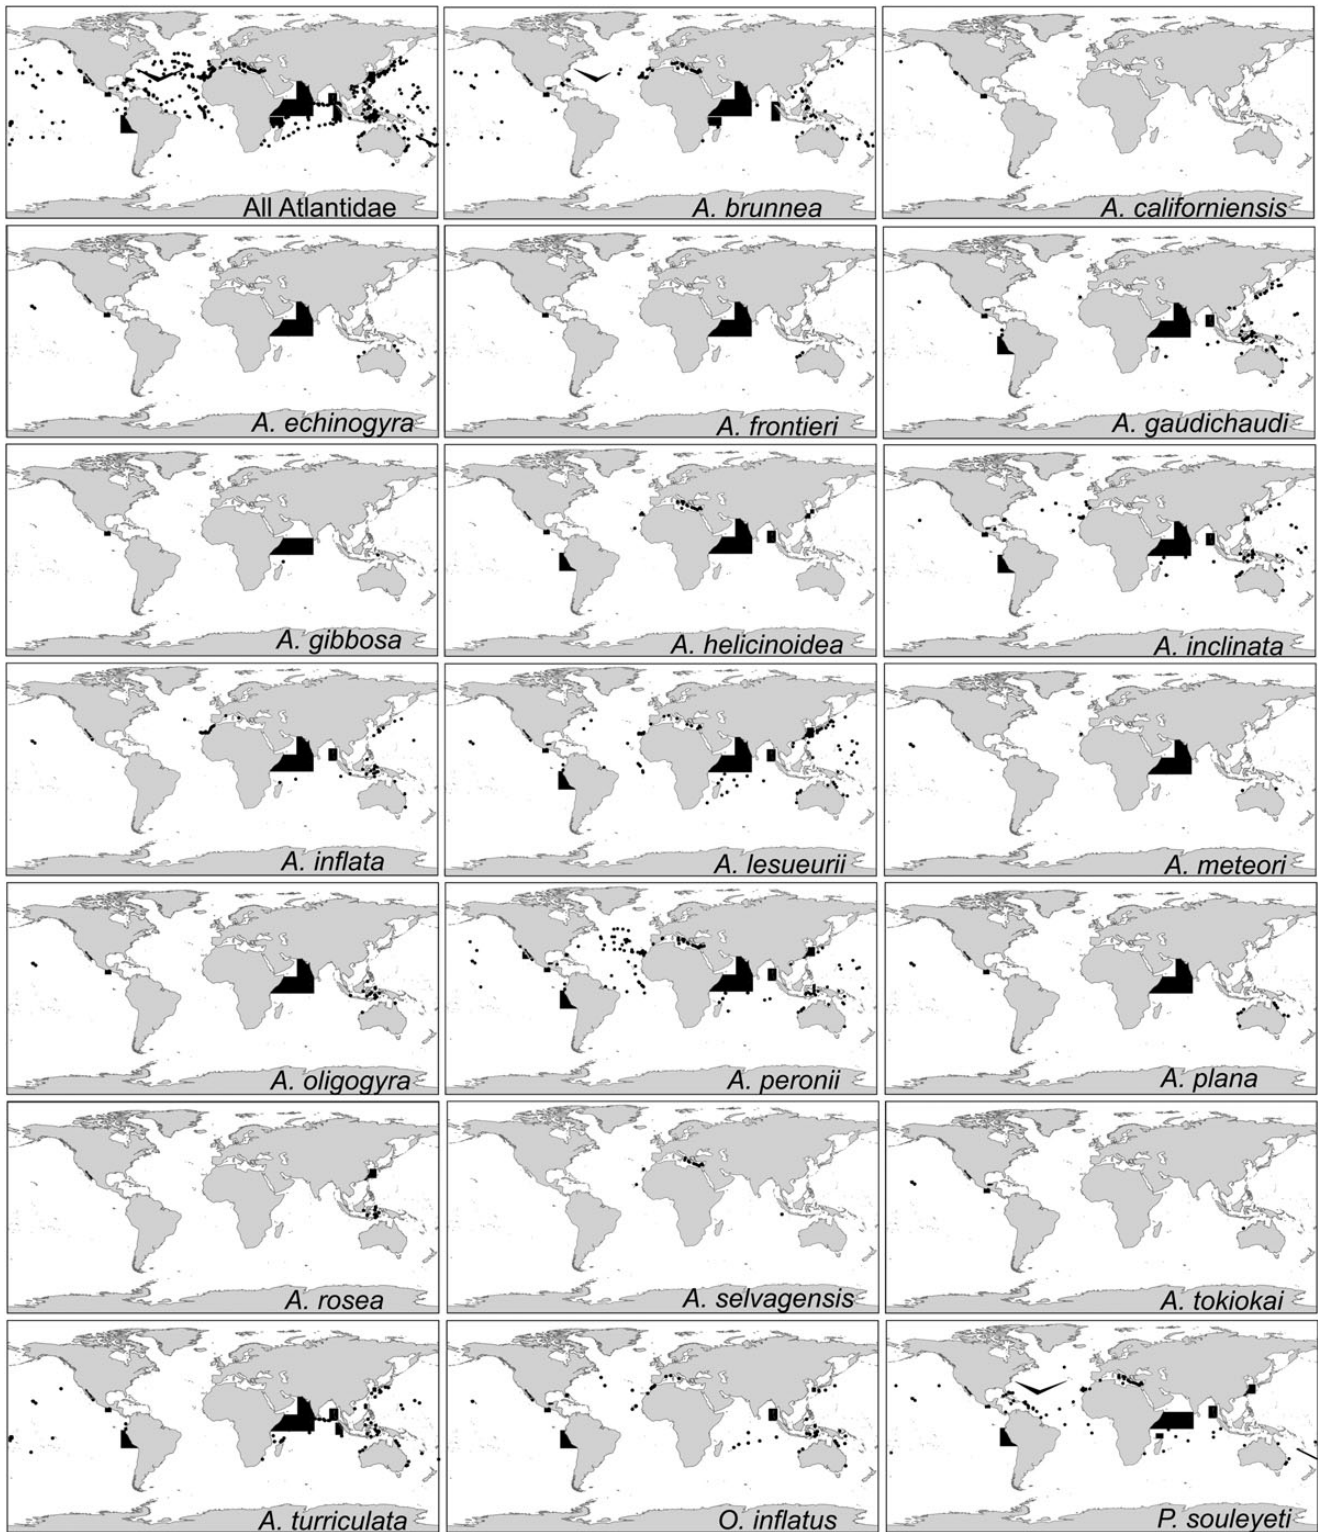 All Atlantidae
A. brunnea
A. californiensis
A. echinogyra
A. frontieri
A. gaudichaudi
A. gibbosa
A. helicinoidea
A. inclinata
A. inflata
A. lesueurii
A. meteori
A. oligogyra
A. peronii
A. plana
A. rosea
A. selvagensis
A. tokiokai
A. turriculata
O. inflatus
P. souleyeti